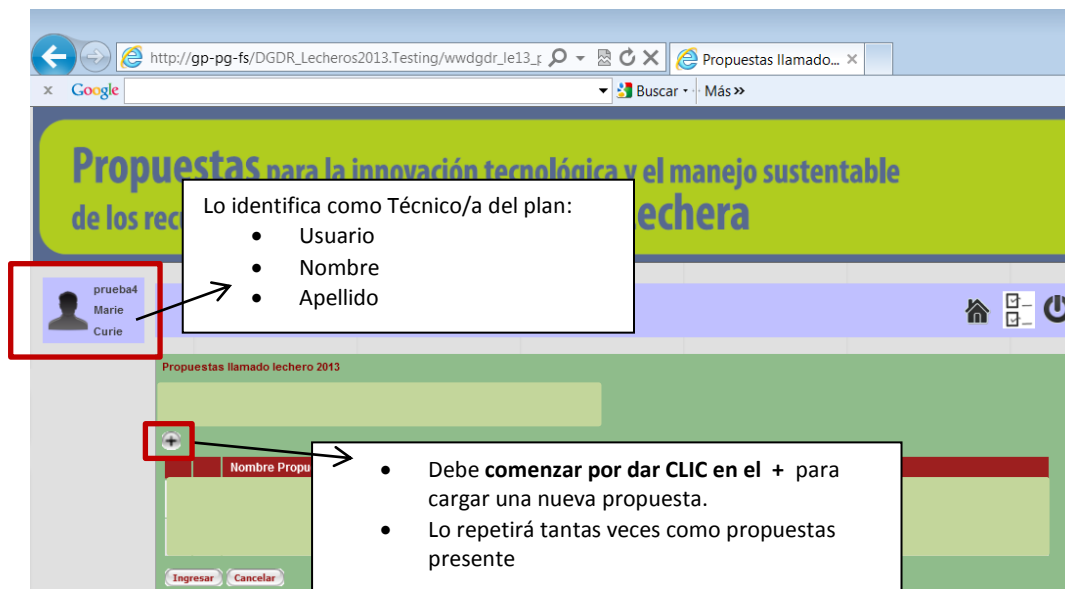 http://gp-pg-fs/DGDR_Lecheros2013.Testing/wwdgdr_le13_p
Propuestas llamado... ×
x Google
Buscar
Más »
Propuestas para la innovación tecnológica y el manejo sustentable
de los rec
lechera
Lo identifica como Técnico/a del plan:
• Usuario
• Nombre
• Apellido
prueba4
Marie
Curie
Propuestas llamado lechero 2013
Nombre Propu
• Debe comenzar por dar CLIC en el + para
cargar una nueva propuesta.
• Lo repetirá tantas veces como propuestas
presente
Ingresar Cancelar